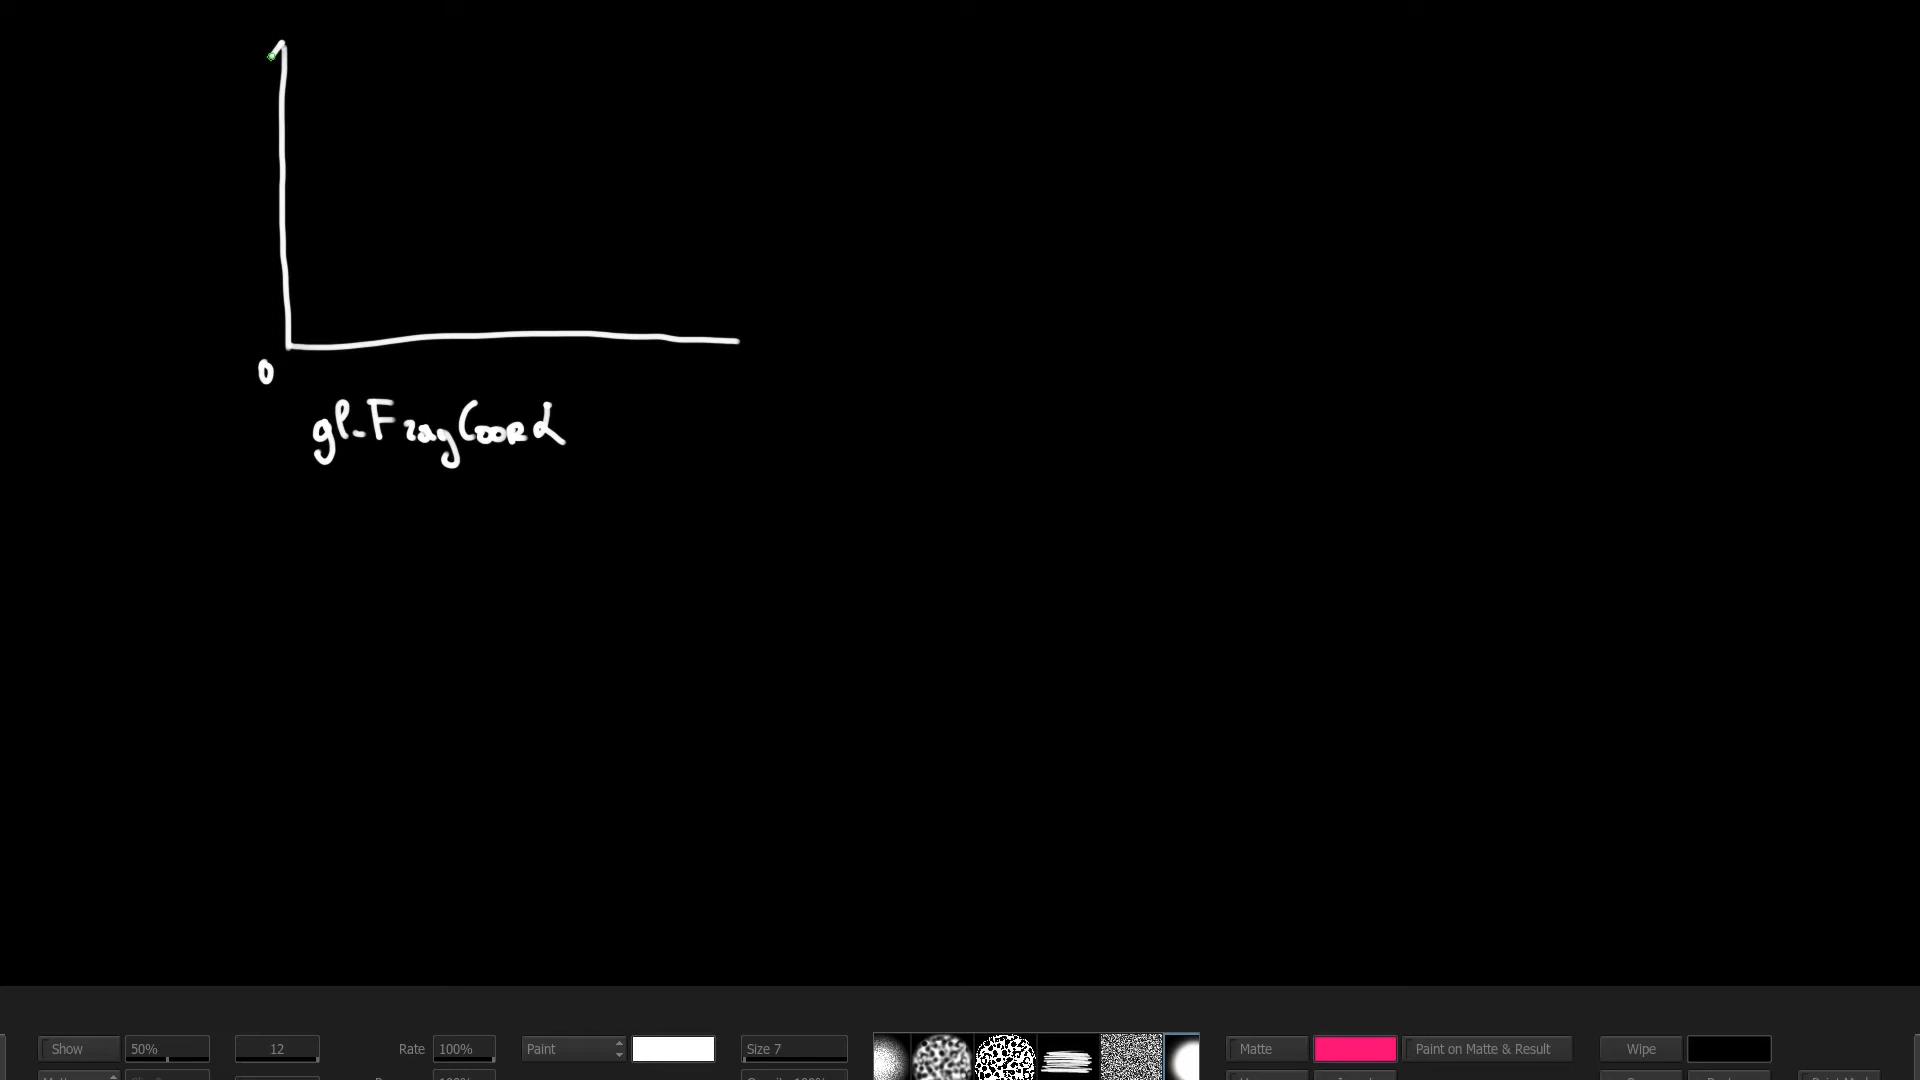 0
gl_FragCoord
Show
50%
12
Rate
100%
Paint
Size 7
Matte
Paint on Matte & Result
Wipe